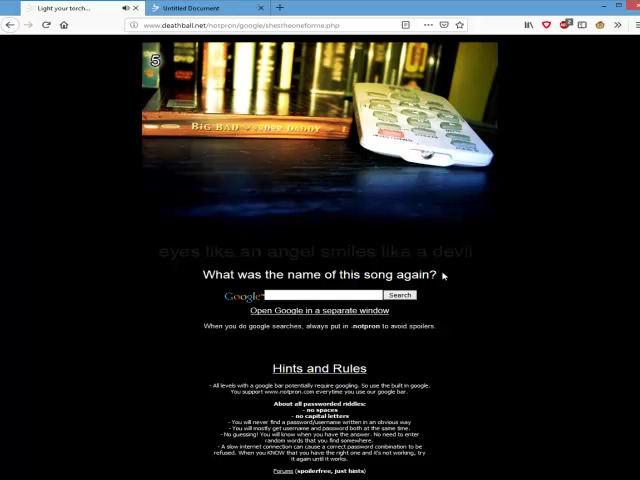 Light your torch...
Untitled Document
www.deathball.net/notpron/google/shestheoneforme.php
5
BIG BAD DADDY
eyes like an angel smiles like a devil
What was the name of this song again?
Google Search
Open Google in a separate window
When you do google searches, always put in -notpron to avoid spoilers.
Hints and Rules
- All levels with a google bar potentially require googling. So use the built in google.
You support www.notpron.com everytime you use our google bar.
About all passworded riddles:
- no spaces
- no capital letters
- You will never find a password/username written in an obvious way
- You will mostly get username and password both at the same time.
- No guessing! You will know when you have the answer. No need to enter
random words that you find somewhere.
- A slow internet connection can cause a correct password combination to be
refused. When you KNOW that you have the right one and it's not working, try
it again until it works.
Forums (spoilerfree, just hints)